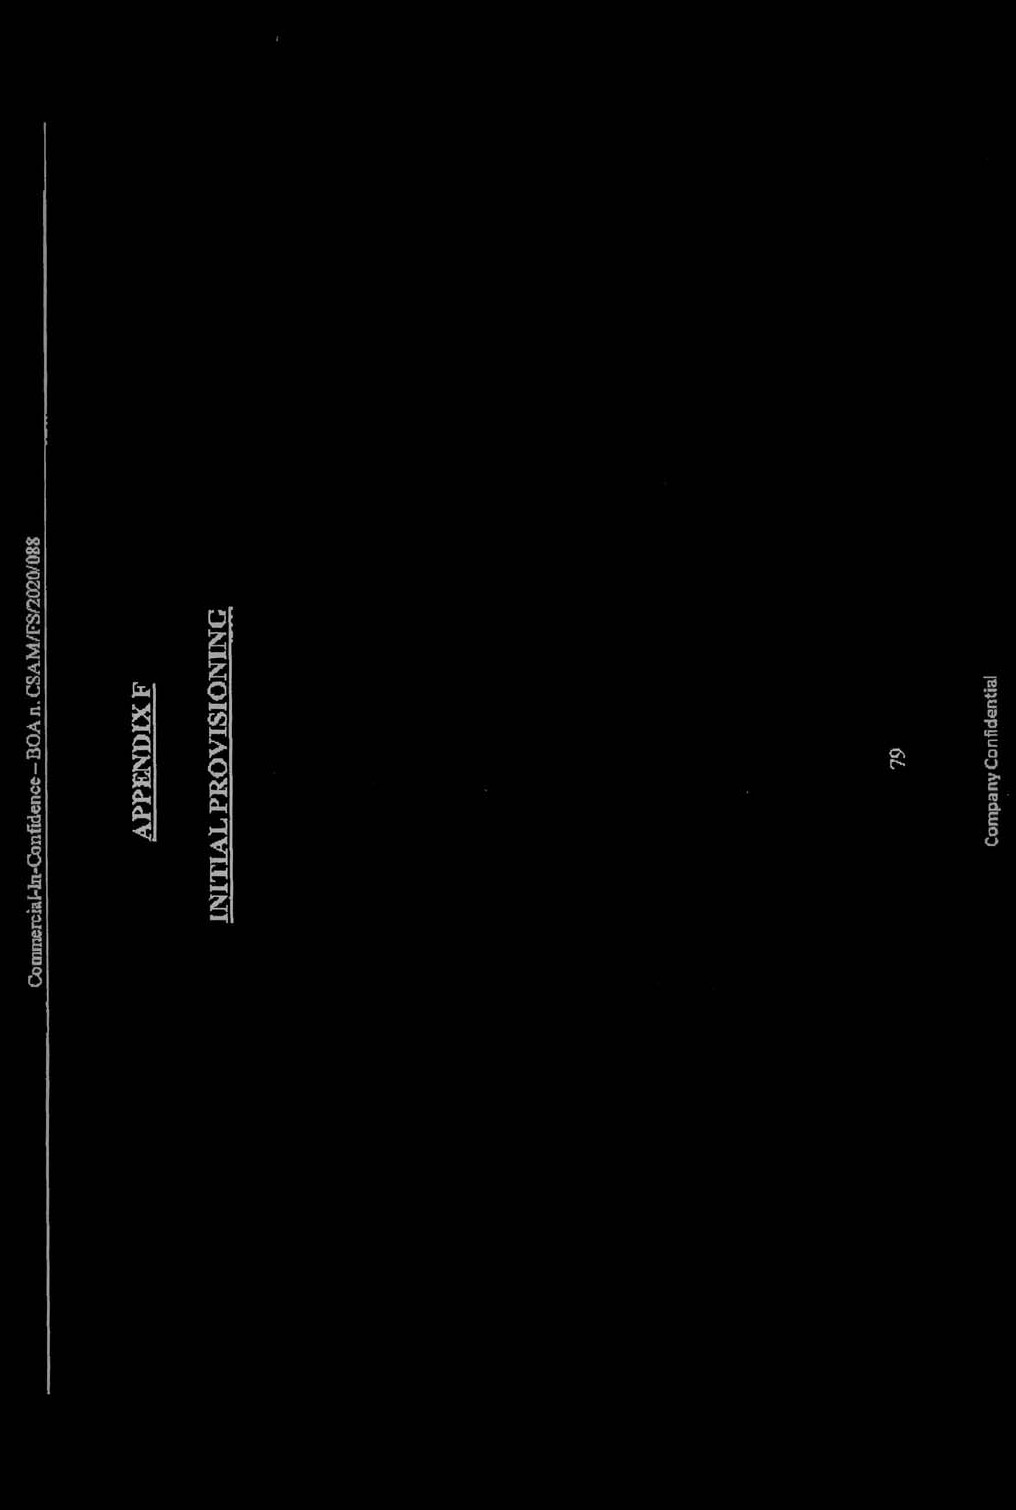 Commercial-In-Confidence – BOA n. CSAM/FS/2020/088
APPENDIX F
INITIAL PROVISIONING
79
Company Confidential